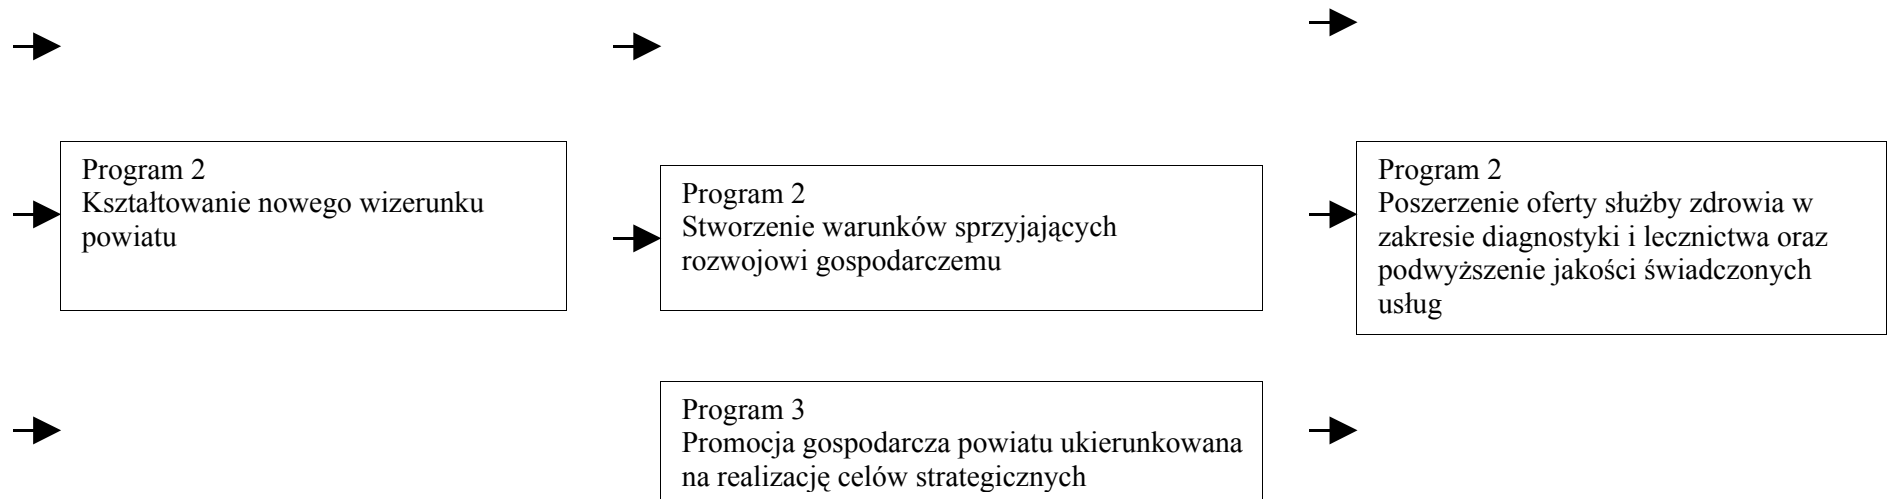 Program 2
Kształtowanie nowego wizerunku
powiatu
Program 2
Stworzenie warunków sprzyjających
rozwojowi gospodarczemu
Program 2
Poszerzenie oferty służby zdrowia w
zakresie diagnostyki i lecznictwa oraz
podwyższenie jakości świadczonych
usług
Program 3
Promocja gospodarcza powiatu ukierunkowana
na realizację celów strategicznych